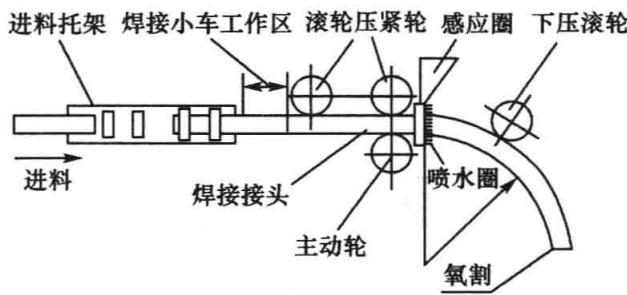 进料托架 焊接小车工作区 滚轮压紧轮 感应圈 下压滚轮
进料
焊接接头
喷水圈
主动轮
氧割